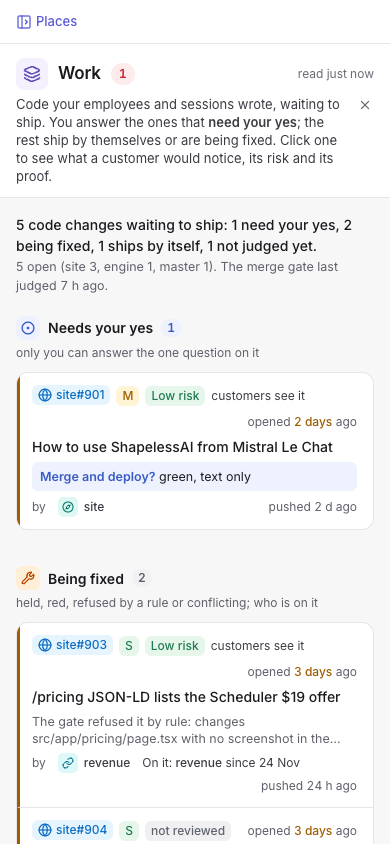 Places
Work 1 read just now
Code your employees and sessions wrote, waiting to
ship. You answer the ones that need your yes; the
rest ship by themselves or are being fixed. Click one
to see what a customer would notice, its risk and its
proof.
5 code changes waiting to ship: 1 need your yes, 2
being fixed, 1 ships by itself, 1 not judged yet.
5 open (site 3, engine 1, master 1). The merge gate last
judged 7 h ago.
Needs your yes 1
only you can answer the one question on it
site#901 M Low risk customers see it
opened 2 days ago
How to use ShapelessAI from Mistral Le Chat
Merge and deploy? green, text only
by site pushed 2 d ago
Being fixed 2
held, red, refused by a rule or conflicting; who is on it
site#903 S Low risk customers see it
opened 3 days ago
/pricing JSON-LD lists the Scheduler $19 offer
The gate refused it by rule: changes
src/app/pricing/page.tsx with no screenshot in the...
by revenue On it: revenue since 24 Nov
pushed 24 h ago
site#904 S not reviewed opened 3 days ago